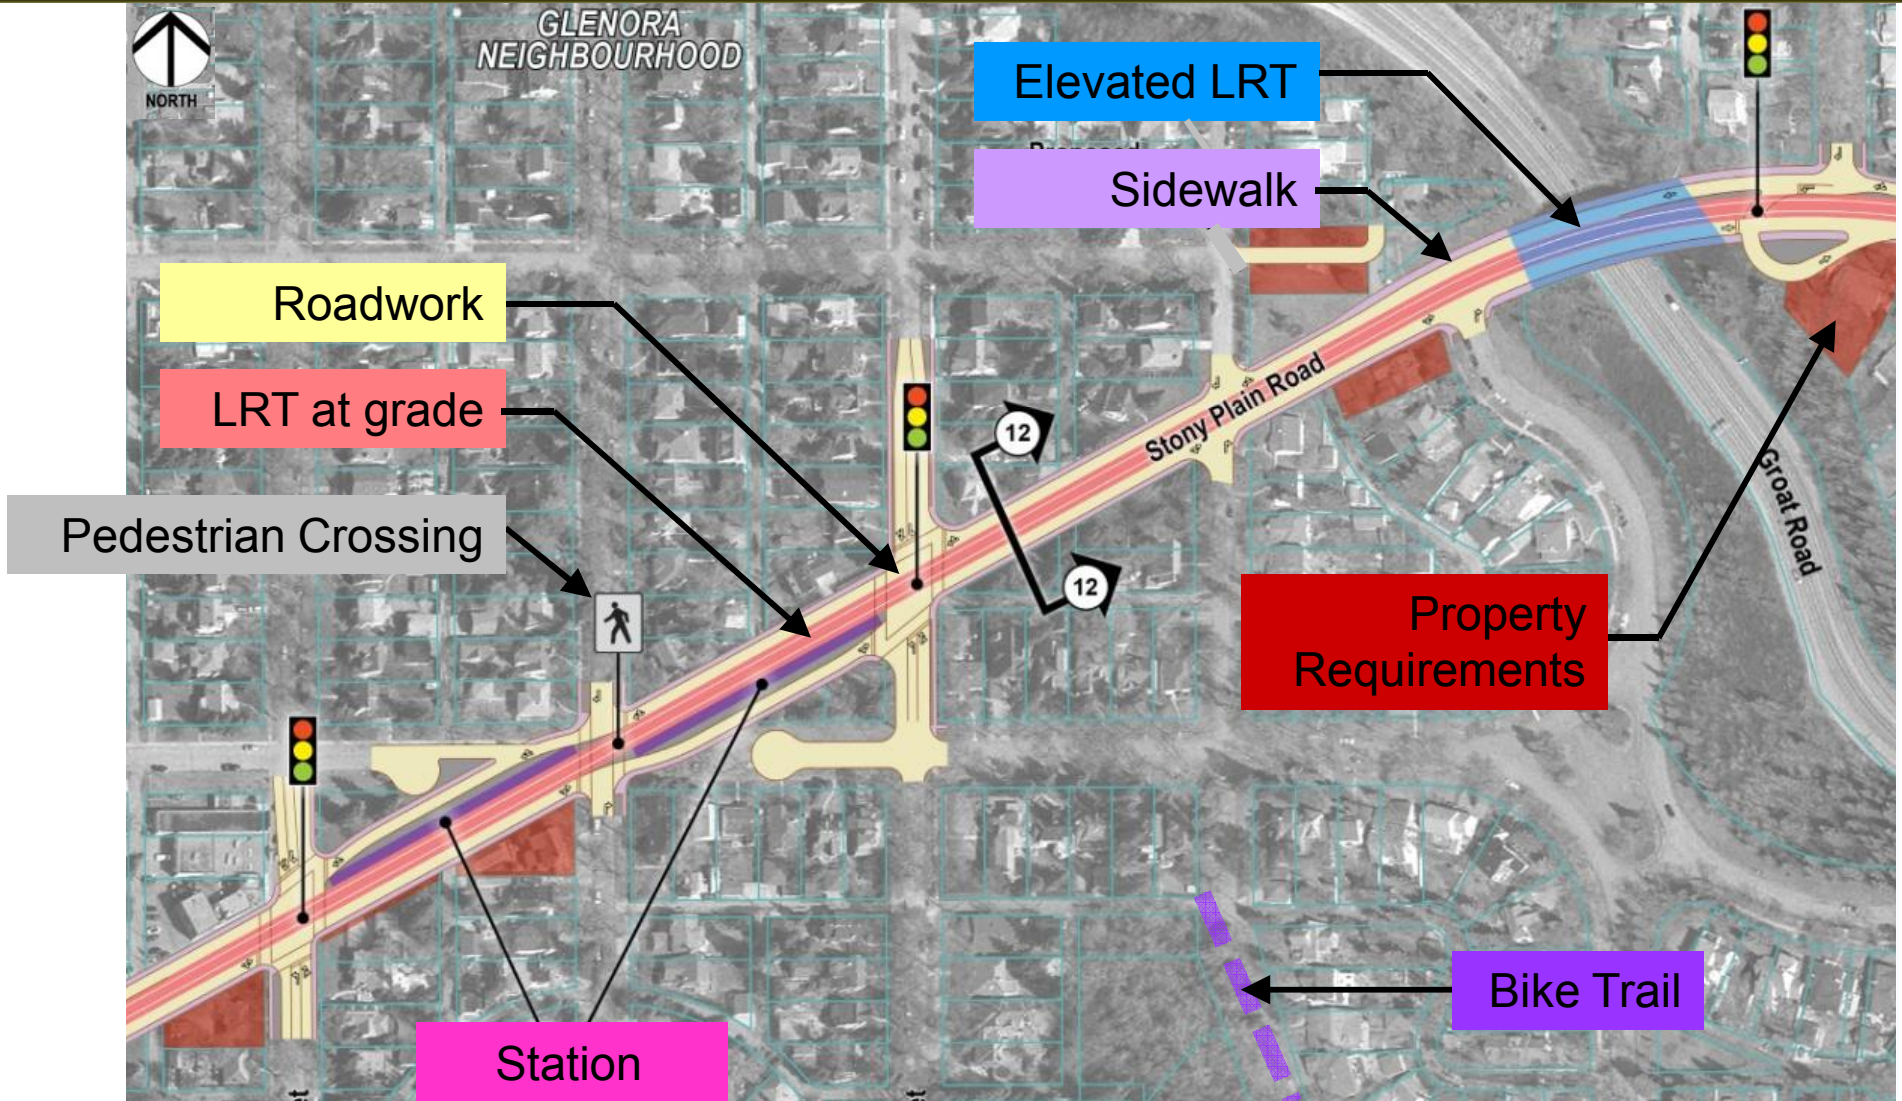 GLENORA
NEIGHBOURHOOD
NORTH
Elevated LRT
Sidewalk
Roadwork
LRT at grade
Stony Plain Road
12
Pedestrian Crossing
Groat Road
12
Property
Requirements
Bike Trail
Station